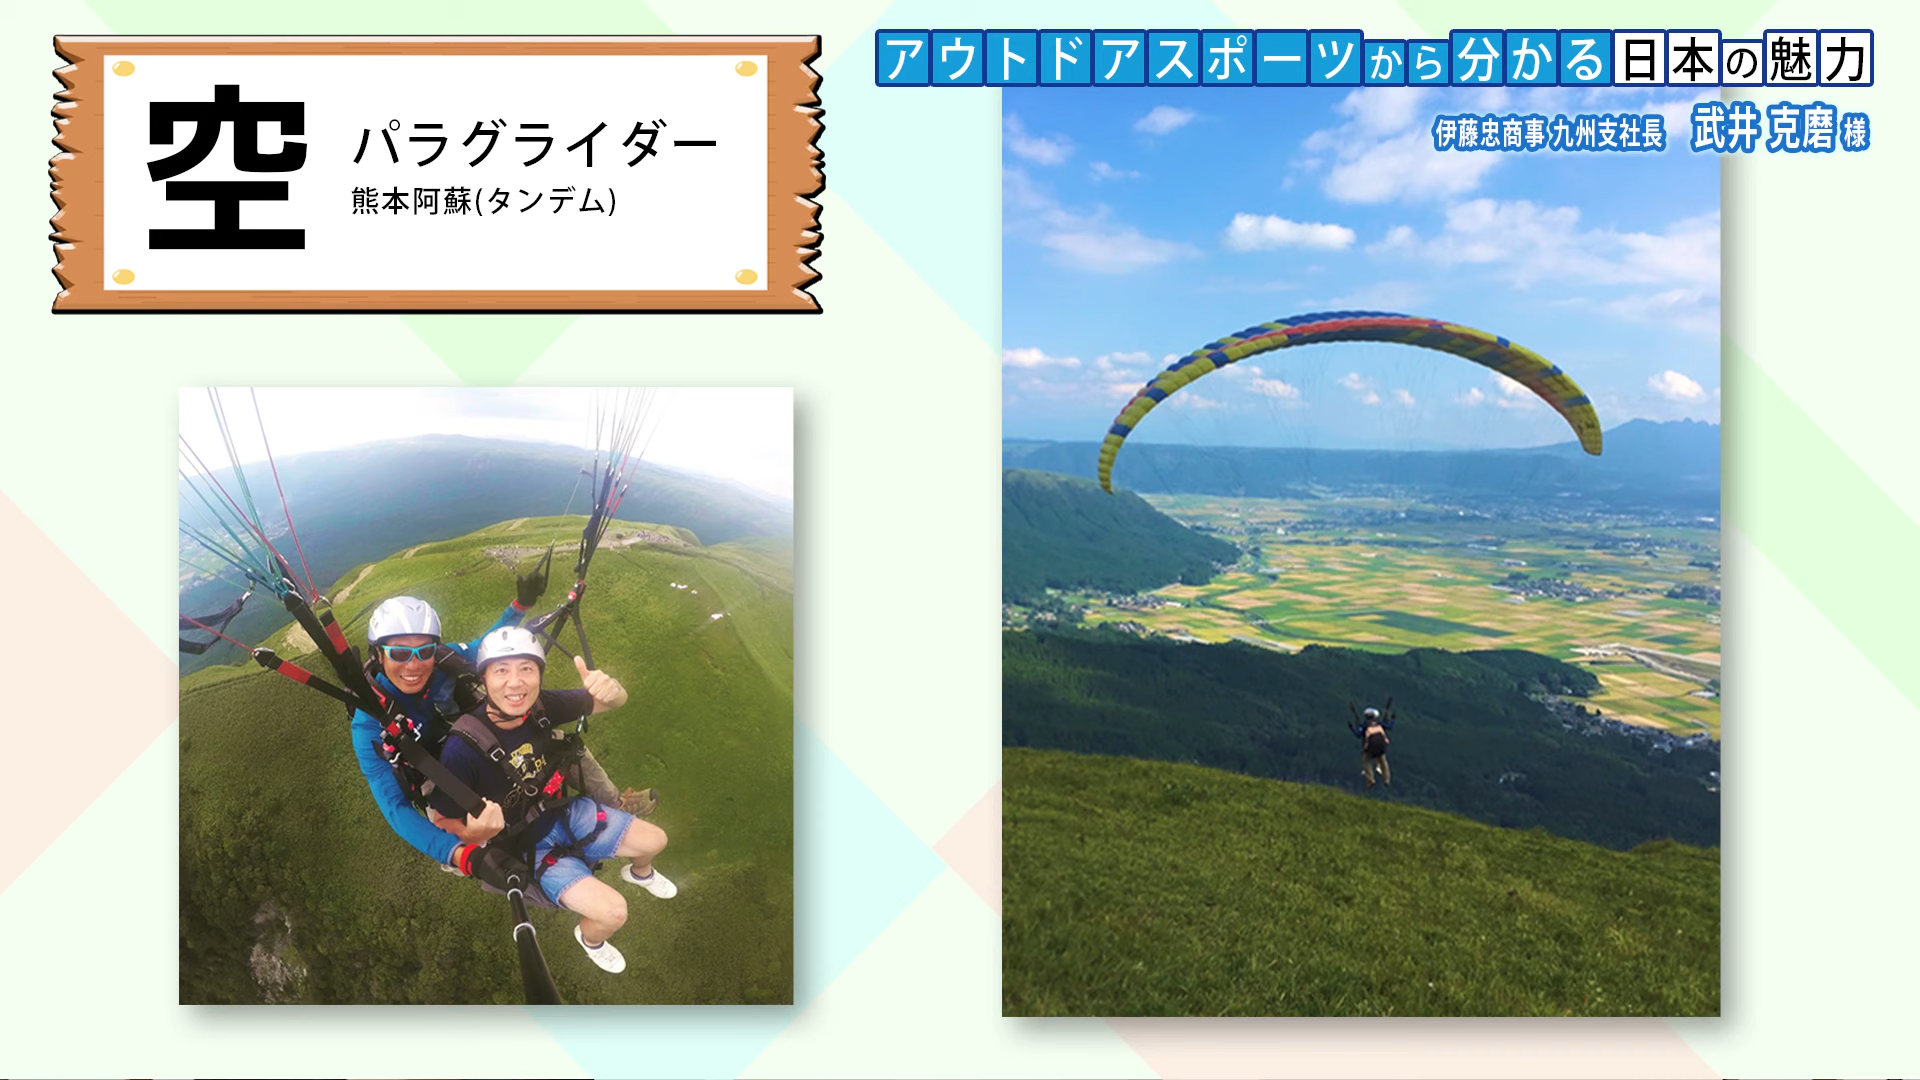 アウトドアスポーツから分かる日本の魅力
伊藤忠商事 九州支社長 武井 克磨 様
空
パラグライダー
熊本阿蘇(タンデム)